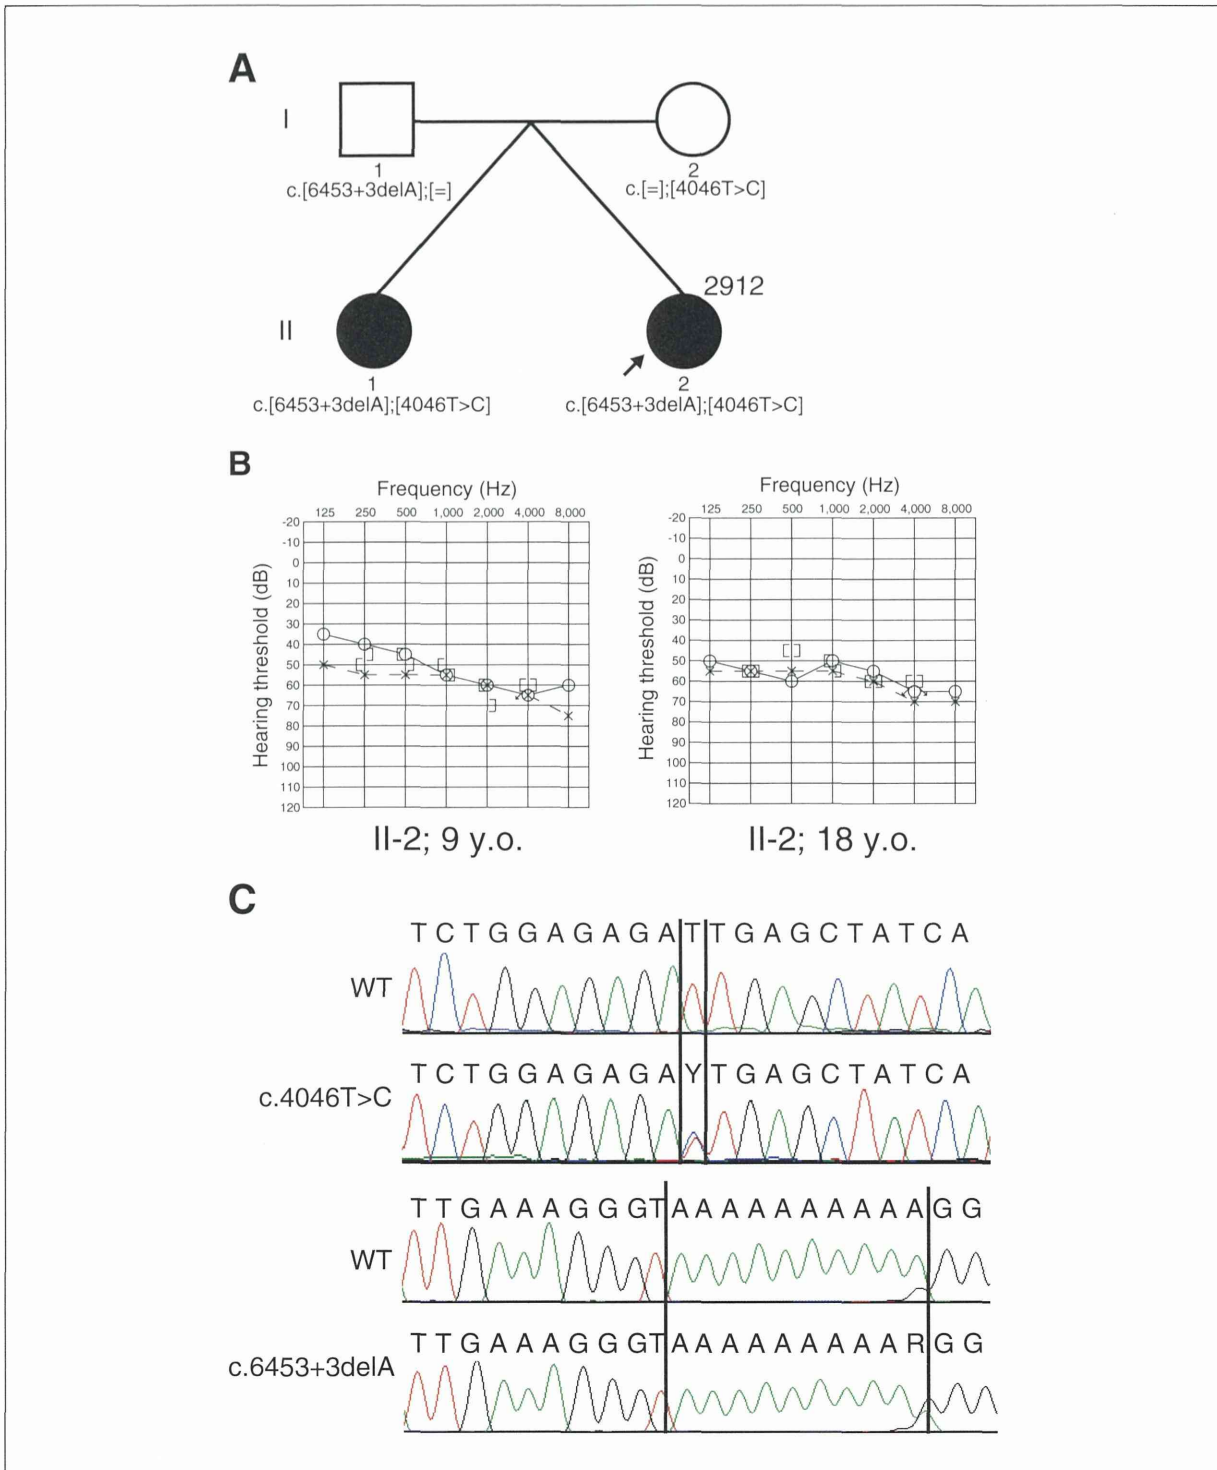 A
I
1
2
c.[6453+3delA];[=]
c.[=];[4046T>C]
2912
II
1
2
c.[6453+3delA];[4046T>C]
c.[6453+3delA];[4046T>C]
B
Frequency (Hz)
125 250 500 1,000 2,000 4,000 8,000
Hearing threshold (dB)
-20
-10
0
10
20
30
40
50
60
70
80
90
100
110
120
II-2; 9 y.o.
Frequency (Hz)
125 250 500 1,000 2,000 4,000 8,000
Hearing threshold (dB)
-20
-10
0
10
20
30
40
50
60
70
80
90
100
110
120
II-2; 18 y.o.
C
T C T G G A G A G A T T G A G C T A T C A
WT
T C T G G A G A G A Y T G A G C T A T C A
c.4046T>C
T T G A A A G G G T A A A A A A A A A A G G
WT
T T G A A A G G G T A A A A A A A A A R G G
c.6453+3delA